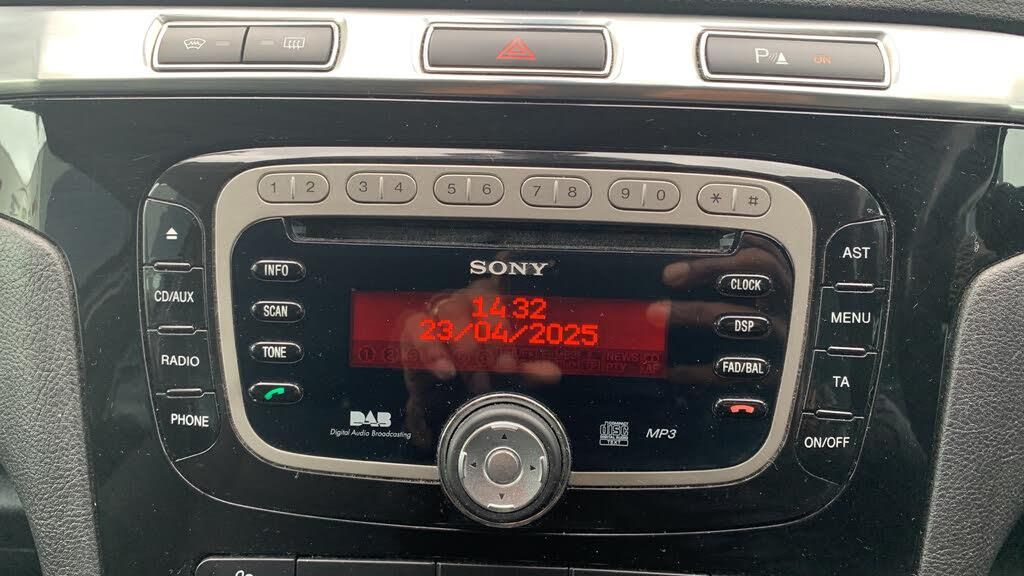 P ON
1 2 3 4 5 6 7 8 9 0 * #
AST
INFO SONY CLOCK
CD/AUX SCAN 14 32 DSP MENU
23/04/2025
RADIO TONE NEWS FAD/BAL TA
PHONE DAB MP3 ON/OFF
Digital Audio Broadcasting
disc
TEXT